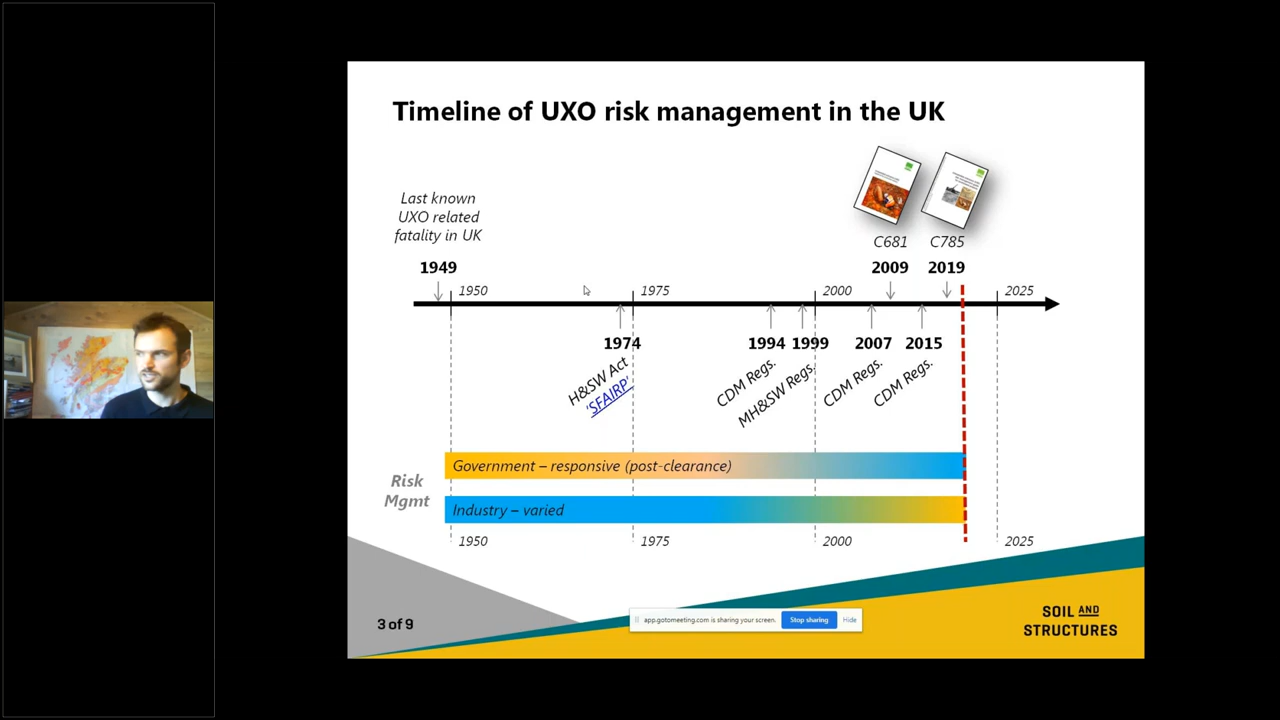 Timeline of UXO risk management in the UK
Last known
UXO related
fatality in UK
C681
C785
1949
2009
2019
1950
1975
2000
2025
1974
1994
1999
2007
2015
H&SW Act
'SFAIRP'
CDM Regs.
MH&SW Regs.
CDM Regs.
CDM Regs.
Risk
Mgmt
Government – responsive (post-clearance)
Industry – varied
1950
1975
2000
2025
3 of 9
app.gotomeeting.com is sharing your screen.
Stop sharing
Hide
SOIL AND
STRUCTURES